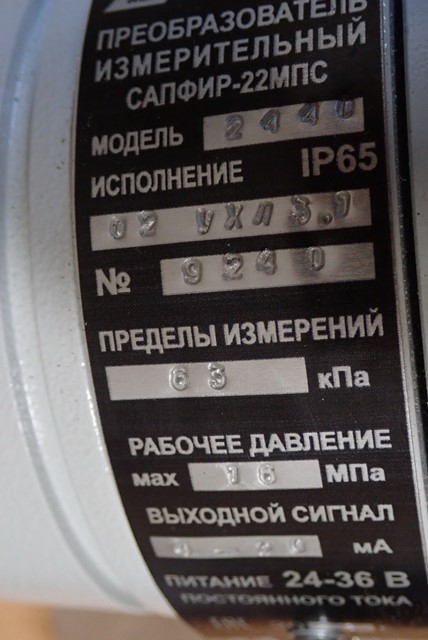 ПРЕОБРАЗОВАТЕЛЬ
ИЗМЕРИТЕЛЬНЫЙ
САПФИР-22МПС
МОДЕЛЬ 2440
ИСПОЛНЕНИЕ IP65
02 УХЛ 3.1
№ 9240
ПРЕДЕЛЫ ИЗМЕРЕНИЙ
63 кПа
РАБОЧЕЕ ДАВЛЕНИЕ
мах 16 МПа
ВЫХОДНОЙ СИГНАЛ
мА
ПИТАНИЕ 24-36 В
ПОСТОЯННОГО ТОКА